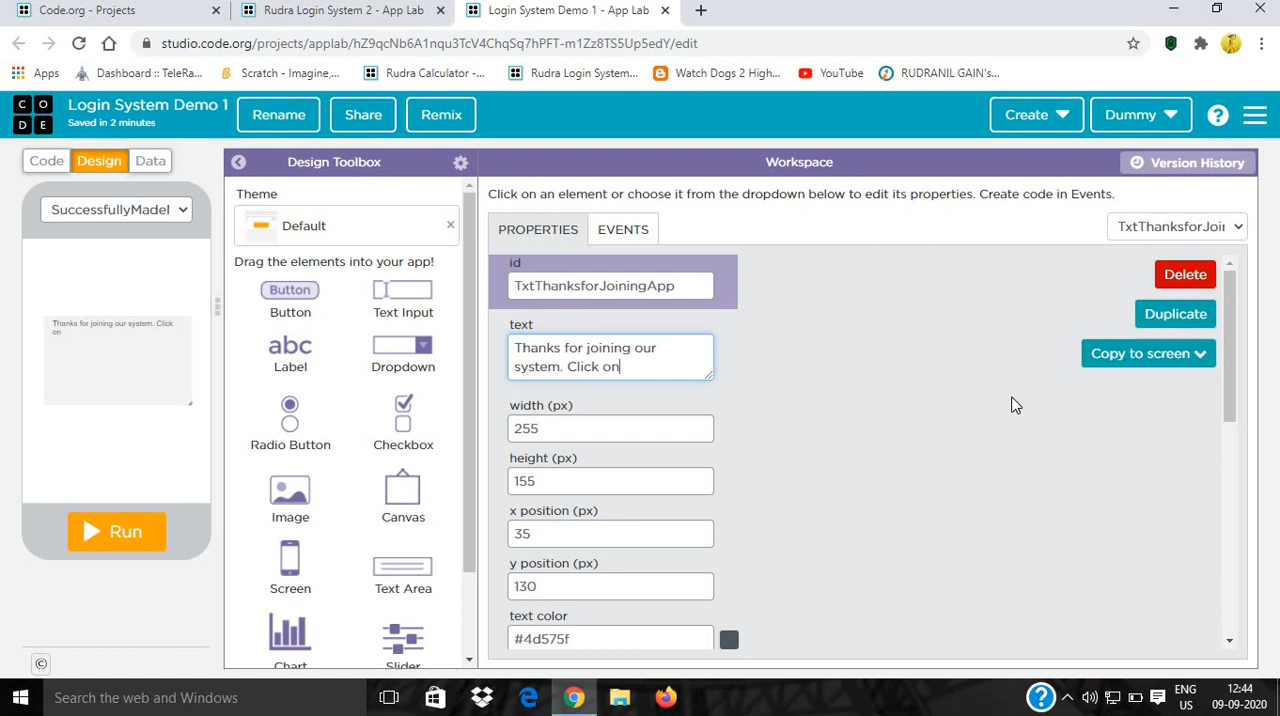 Code.org - Projects
Rudra Login System 2 - App Lab
Login System Demo 1 - App Lab
studio.code.org/projects/applab/hZ9qcNb6A1nqu3TcV4ChqSq7hPFT-m1Zz8TS5Up5edY/edit
Apps
Dashboard :: TeleRa...
Scratch - Imagine,...
Rudra Calculator -...
Rudra Login System...
Watch Dogs 2 High...
YouTube
RUDRANIL GAIN's...
CODE
Login System Demo 1
Saved in 2 minutes
Rename
Share
Remix
Create
Dummy
?
Code
Design
Data
Design Toolbox
Workspace
Version History
SuccessfullyMadeI
Thanks for joining our system. Click
on
Run
©
Theme
Default
Drag the elements into your app!
Button
Button
Text Input
abc
Label
Dropdown
Radio Button
Checkbox
Image
Canvas
Screen
Text Area
Chart
Slider
Click on an element or choose it from the dropdown below to edit its properties. Create code in Events.
PROPERTIES
EVENTS
TxtThanksforJoir
id
TxtThanksforJoiningApp
Delete
Duplicate
Copy to screen
text
Thanks for joining our
system. Click on
width (px)
255
height (px)
155
x position (px)
35
y position (px)
130
text color
#4d575f
Search the web and Windows
ENG
US
12:44
09-09-2020